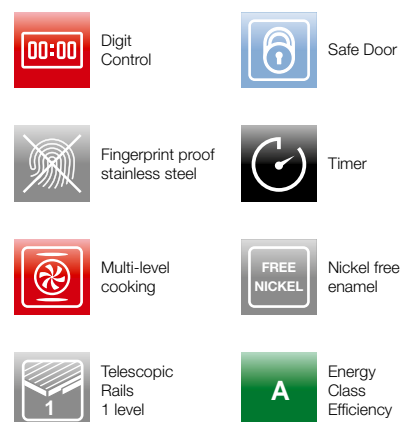 00:00
Digit
Control
Safe Door
Fingerprint proof
stainless steel
Timer
Multi-level
cooking
FREE
NICKEL
Nickel free
enamel
1
Telescopic
Rails
1 level
A
Energy
Class
Efficiency